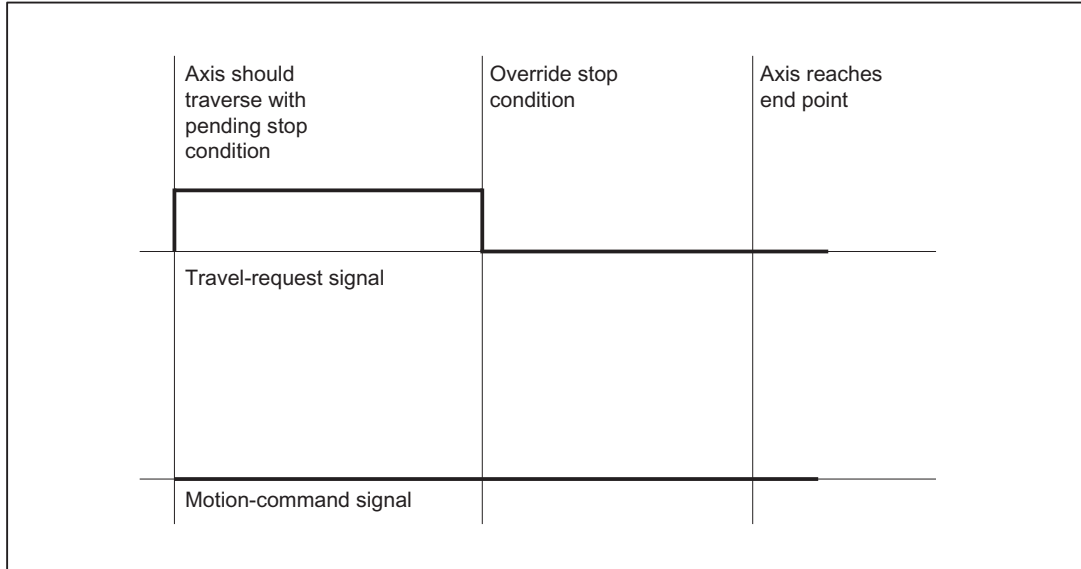 Axis should
traverse with
pending stop
condition
Override stop
condition
Axis reaches
end point
Travel-request signal
Motion-command signal